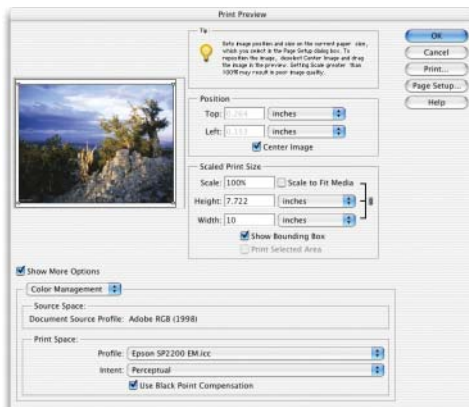 Print Preview
Tip
Sets image position and size on the current paper size,
which you select in the Page Setup dialog box. To
reposition the image, deselect Center Image and drag
the image in the preview. Setting Scale greater than
100% may result in poor image quality.
OK
Cancel
Print...
Page Setup...
Help
Position
Top: 0.264 inches
Left: 0.153 inches
Center Image
Scaled Print Size
Scale: 100% Scale to Fit Media
Height: 7.722 inches
Width: 10 inches
Show Bounding Box
Print Selected Area
Show More Options
Color Management
Source Space:
Document Source Profile: Adobe RGB (1998)
Print Space:
Profile: Epson SP2200 EM.icc
Intent: Perceptual
Use Black Point Compensation